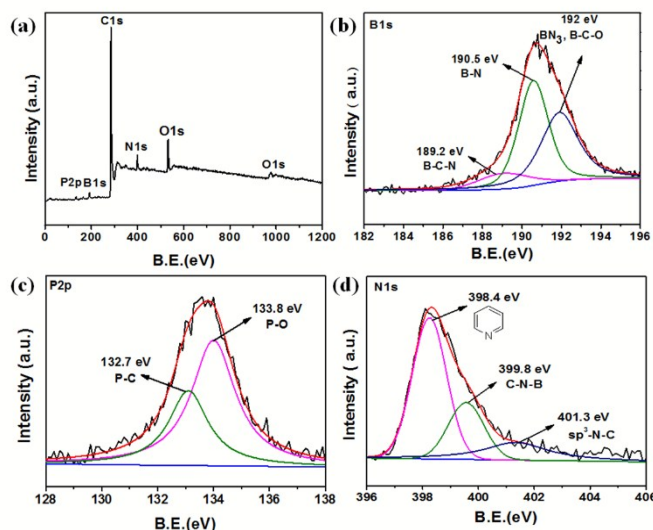 (a)
C1s
N1s
O1s
O1s
P2p B1s
Intensity (a.u.)
0 200 400 600 800 1000 1200
B.E.(eV)
(b)
B1s
192 eV
BN3, B-C-O
190.5 eV
B-N
189.2 eV
B-C-N
Intensity ( a.u.)
182 184 186 188 190 192 194 196
B.E.(eV)
(c)
P2p
133.8 eV
P-O
132.7 eV
P-C
Intensity (a.u.)
128 130 132 134 136 138
B.E.(eV)
(d)
N1s
398.4 eV
N
399.8 eV
C-N-B
401.3 eV
sp3-N-C
Intensity ( a.u.)
396 398 400 402 404 406
B.E.(eV)